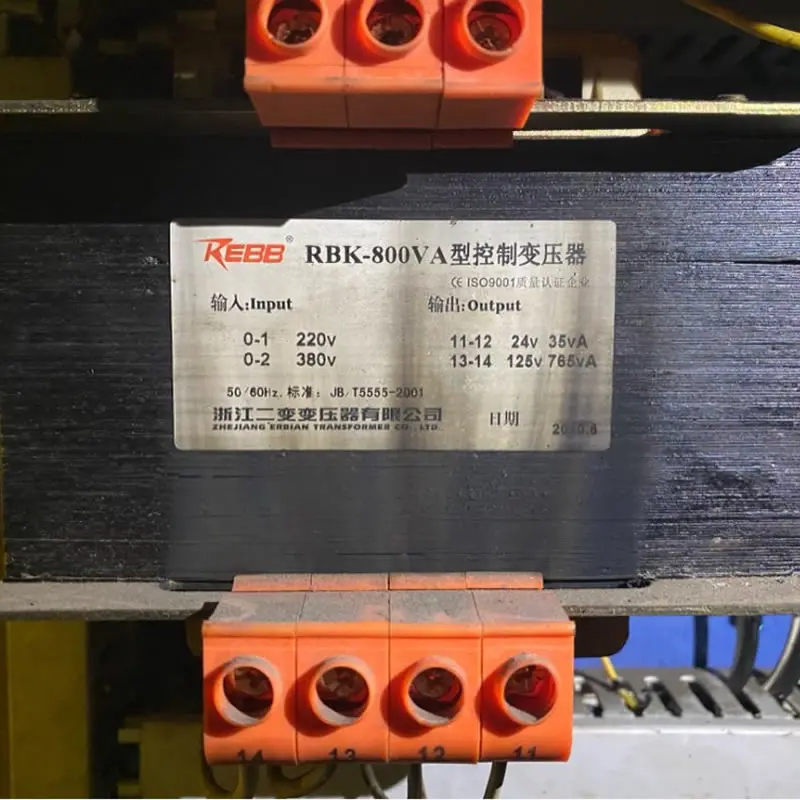 REBB® RBK-800VA型控制变压器
CE ISO9001质量认证企业
输入:Input 输出:Output
0-1 220v 11-12 24v 35vA
0-2 380v 13-14 125v 765vA
50/60Hz. 标准: JB/T5555-2001
浙江二变变压器有限公司
ZHEJIANG ERBIAN TRANSFORMER CO., LTD.
日期
14 13 12 11